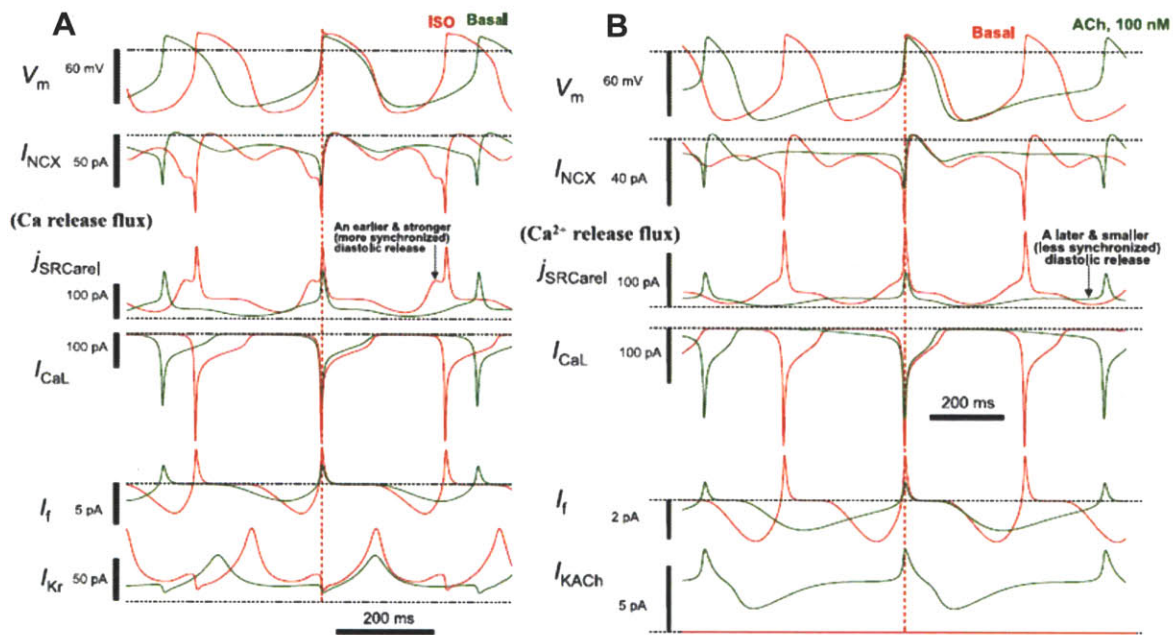 A
ISO Basal
Vm
60 mV
INCX
50 pA
(Ca release flux)
An earlier & stronger
(more synchronized)
diastolic release
jSRCarel
100 pA
100 pA
ICaL
If
5 pA
IKr
50 pA
200 ms
B
Basal
ACh, 100 nM
Vm
60 mV
INCX
40 pA
(Ca2+ release flux)
A later & smaller
(less synchronized)
diastolic release
jSRCarel
100 pA
ICaL
100 pA
200 ms
If
2 pA
IKACh
5 pA